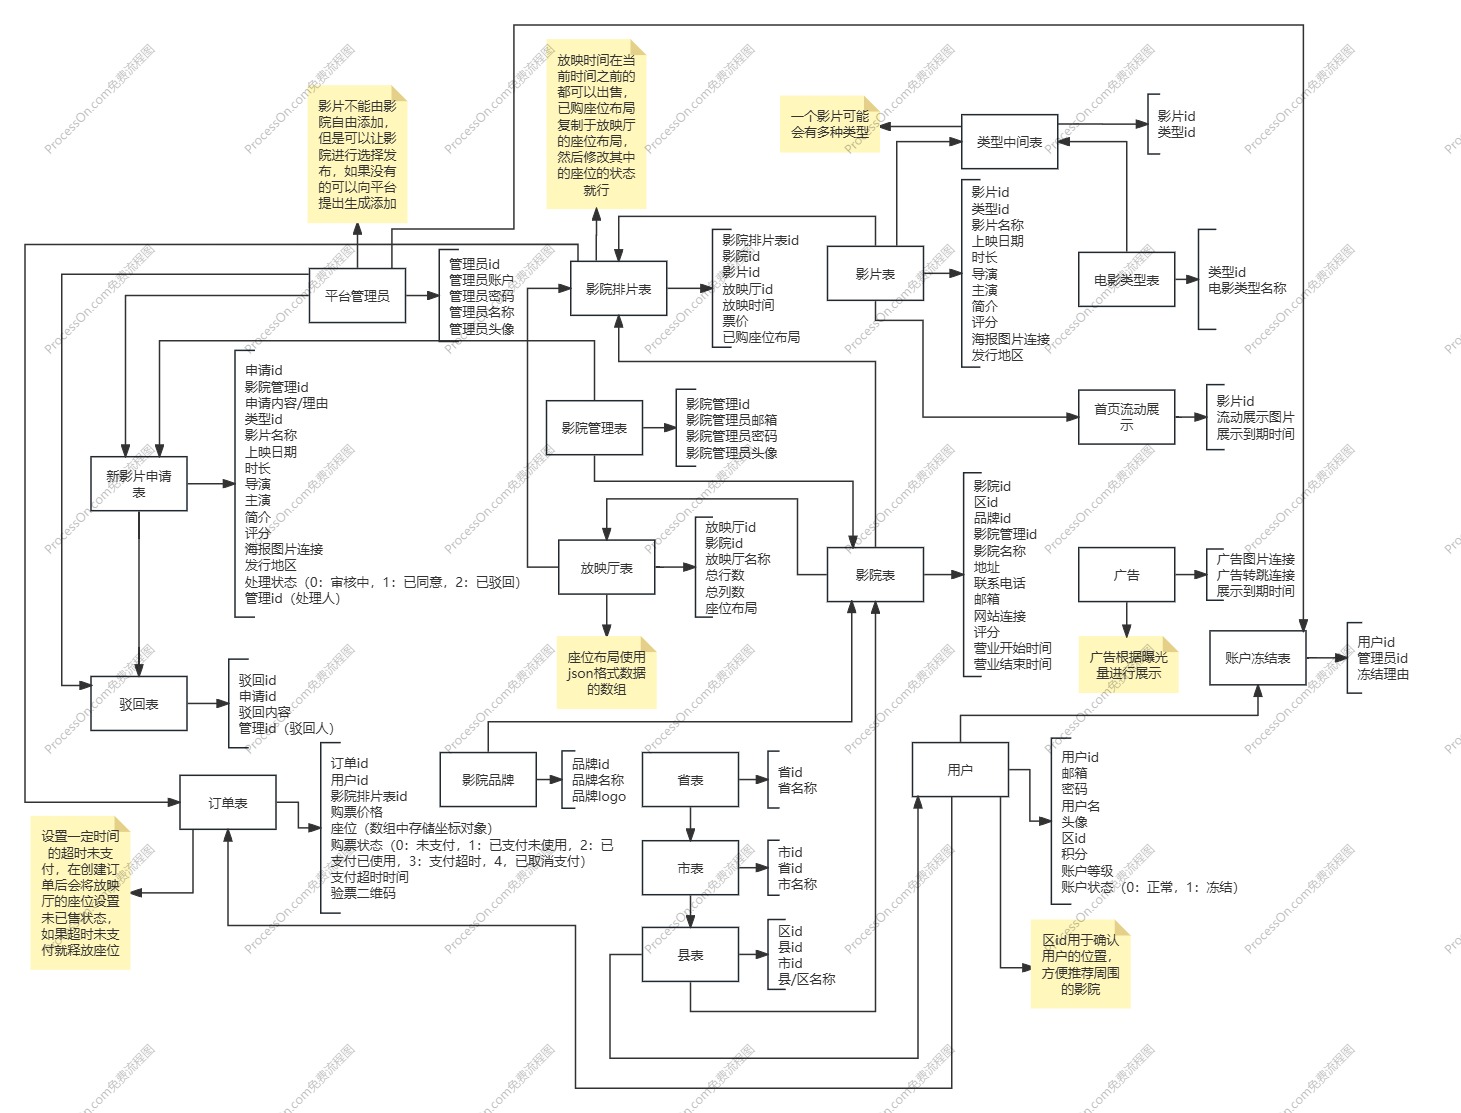 影片不能由影
院自由添加，
但是可以让影
院进行选择发
布，如果没有
的可以向平台
提出生成添加
放映时间在当
前时间之前的
都可以出售，
已购座位布局
复制于放映厅
的座位布局，
然后修改其中
的座位的状态
就行
一个影片可能
会有多种类型
类型中间表
影片id
类型id
平台管理员
管理员id
管理员账户
管理员密码
管理员名称
管理员头像
影院排片表
影院排片表id
影院id
影片id
放映厅id
放映时间
票价
已购座位布局
影片表
影片id
类型id
影片名称
上映日期
时长
导演
主演
简介
评分
海报图片连接
发行地区
电影类型表
类型id
电影类型名称
新影片申请
表
申请id
影院管理id
申请内容/理由
类型id
影片名称
上映日期
时长
导演
主演
简介
评分
海报图片连接
发行地区
处理状态（0：审核中，1：已同意，2：已驳回）
管理id（处理人）
影院管理表
影院管理id
影院管理员邮箱
影院管理员密码
影院管理员头像
首页流动展
示
影片id
流动展示图片
展示到期时间
放映厅表
放映厅id
影院id
放映厅名称
总行数
总列数
座位布局
座位布局使用
json格式数据
的数组
影院表
影院id
区id
品牌id
影院管理id
影院名称
地址
联系电话
邮箱
网站连接
评分
营业开始时间
营业结束时间
广告
广告图片连接
广告转跳连接
展示到期时间
广告根据曝光
量进行展示
账户冻结表
用户id
管理员id
冻结理由
驳回表
驳回id
申请id
驳回内容
管理id（驳回人）
订单表
订单id
用户id
影院排片表id
购票价格
座位（数组中存储坐标对象）
购票状态（0：未支付，1：已支付未使用，2：已
支付已使用，3：支付超时，4，已取消支付）
支付超时时间
验票二维码
设置一定时间
的超时未支
付，在创建订
单后会将放映
厅的座位设置
未已售状态，
如果超时未支
付就释放座位
影院品牌
品牌id
品牌名称
品牌logo
省表
省id
省名称
市表
市id
省id
市名称
县表
区id
县id
市id
县/区名称
用户
用户id
邮箱
密码
用户名
头像
区id
积分
账户等级
账户状态（0：正常，1：冻结）
区id用于确认
用户的位置，
方便推荐周围
的影院
ProcessOn.com免费流程图